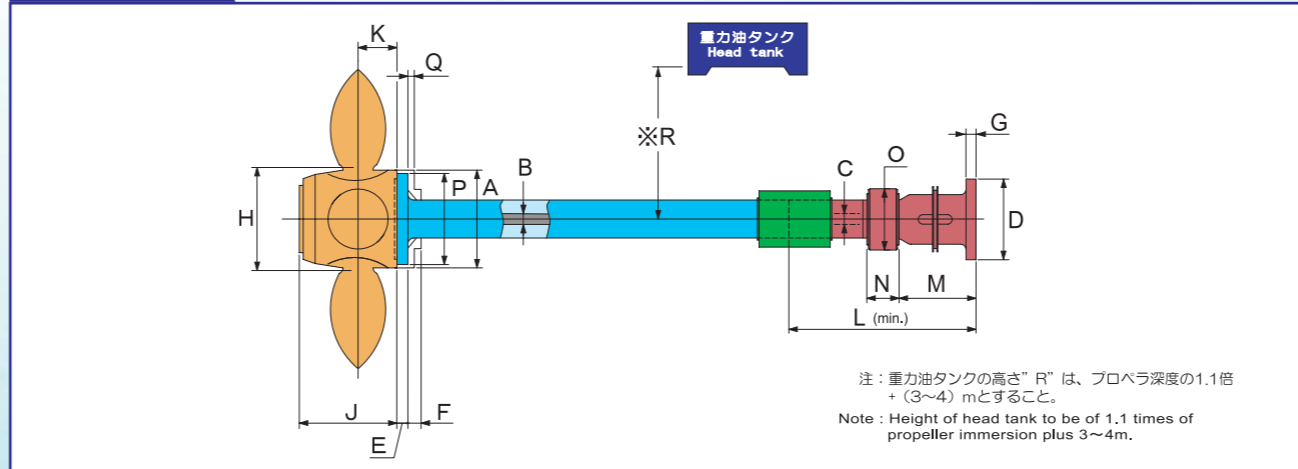 K
Q
重力油タンク
Head tank
※R
G
B
C
O
H
P
A
D
N
M
L (min.)
J
F
E
注：重力油タンクの高さ”R”は、プロペラ深度の1.1倍
+（3〜4）mとすること。
Note : Height of head tank to be of 1.1 times of
propeller immersion plus 3〜4m.